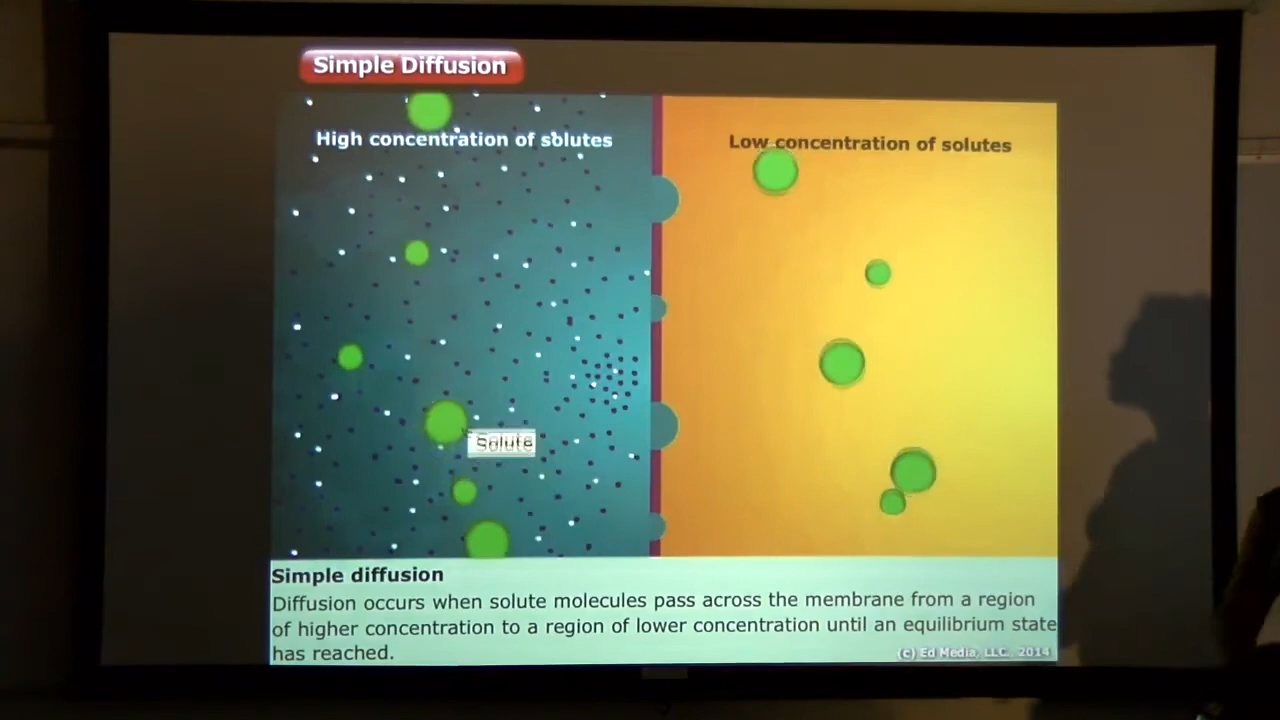 Simple Diffusion
High concentration of solutes
Low concentration of solutes
Solute
Simple diffusion
Diffusion occurs when solute molecules pass across the membrane from a region
of higher concentration to a region of lower concentration until an equilibrium state
has reached.
(c) Ed Media, LLC., 2014